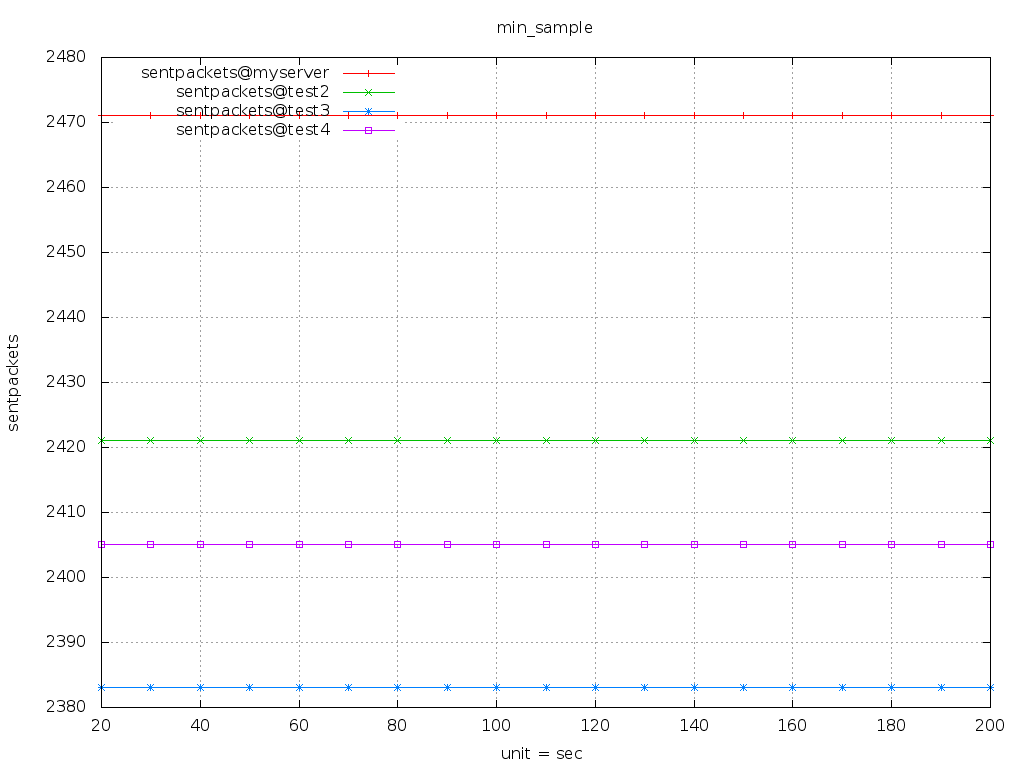 min_sample
2480
2470
2460
2450
2440
2430
2420
2410
2400
2390
2380
sentpackets@myserver
sentpackets@test2
sentpackets@test3
sentpackets@test4
sentpackets
20 40 60 80 100 120 140 160 180 200
unit = sec